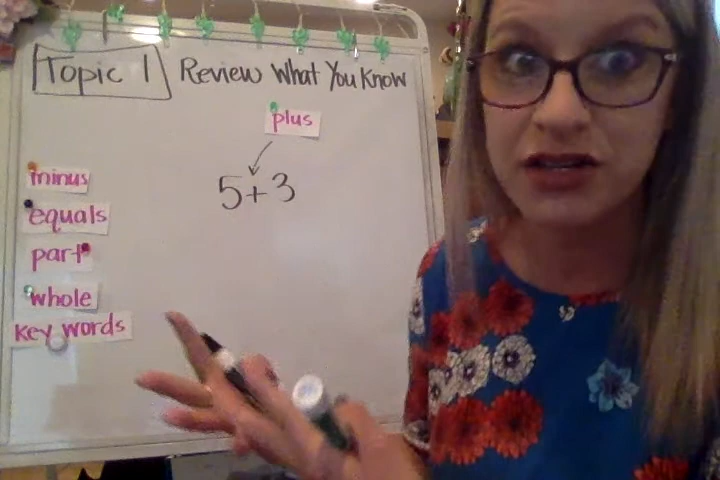 Topic 1 Review What You Know
plus
5+3
minus
equals
part
whole
key words